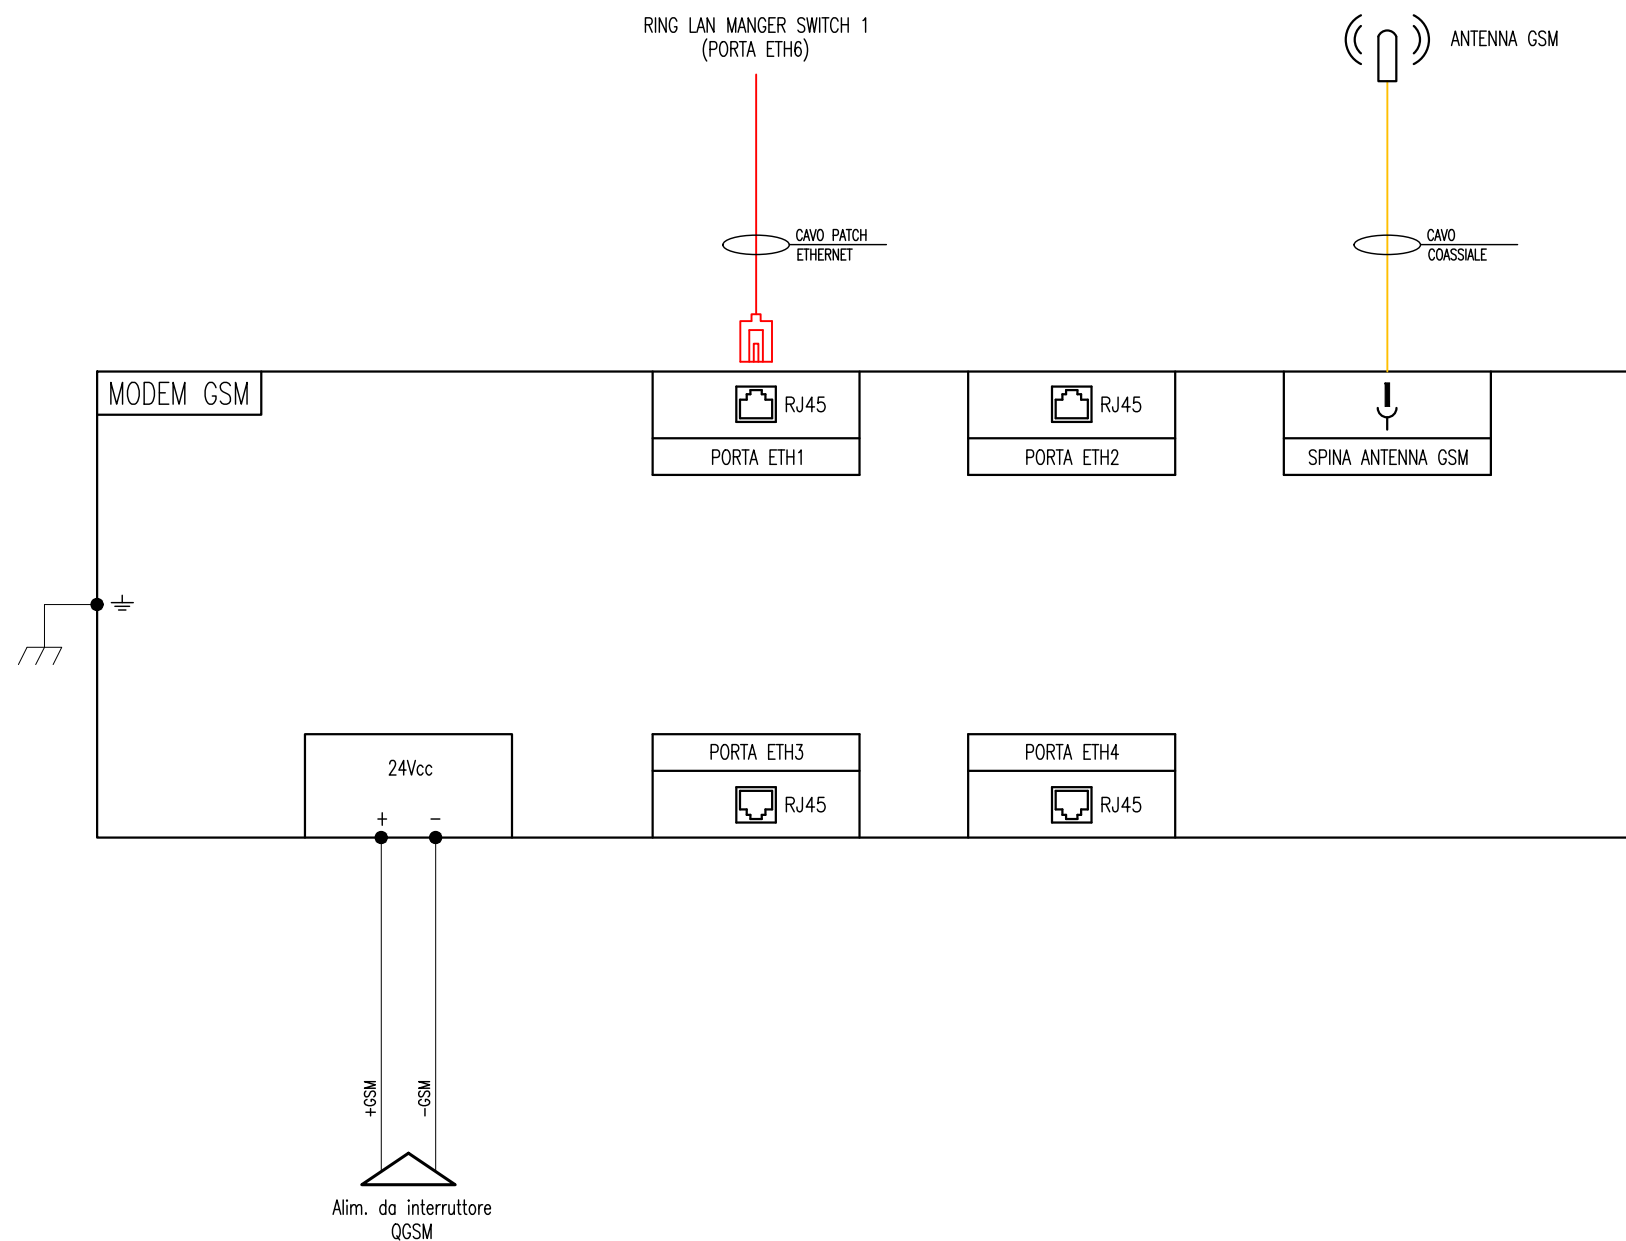 RING LAN MANGER SWITCH 1
(PORTA ETH6)
ANTENNA GSM
CAVO PATCH
ETHERNET
CAVO
COASSIALE
MODEM GSM
RJ45
PORTA ETH1
RJ45
PORTA ETH2
SPINA ANTENNA GSM
24Vcc
+ −
PORTA ETH3
RJ45
PORTA ETH4
RJ45
+GSM
−GSM
Alim. da interruttore
QGSM